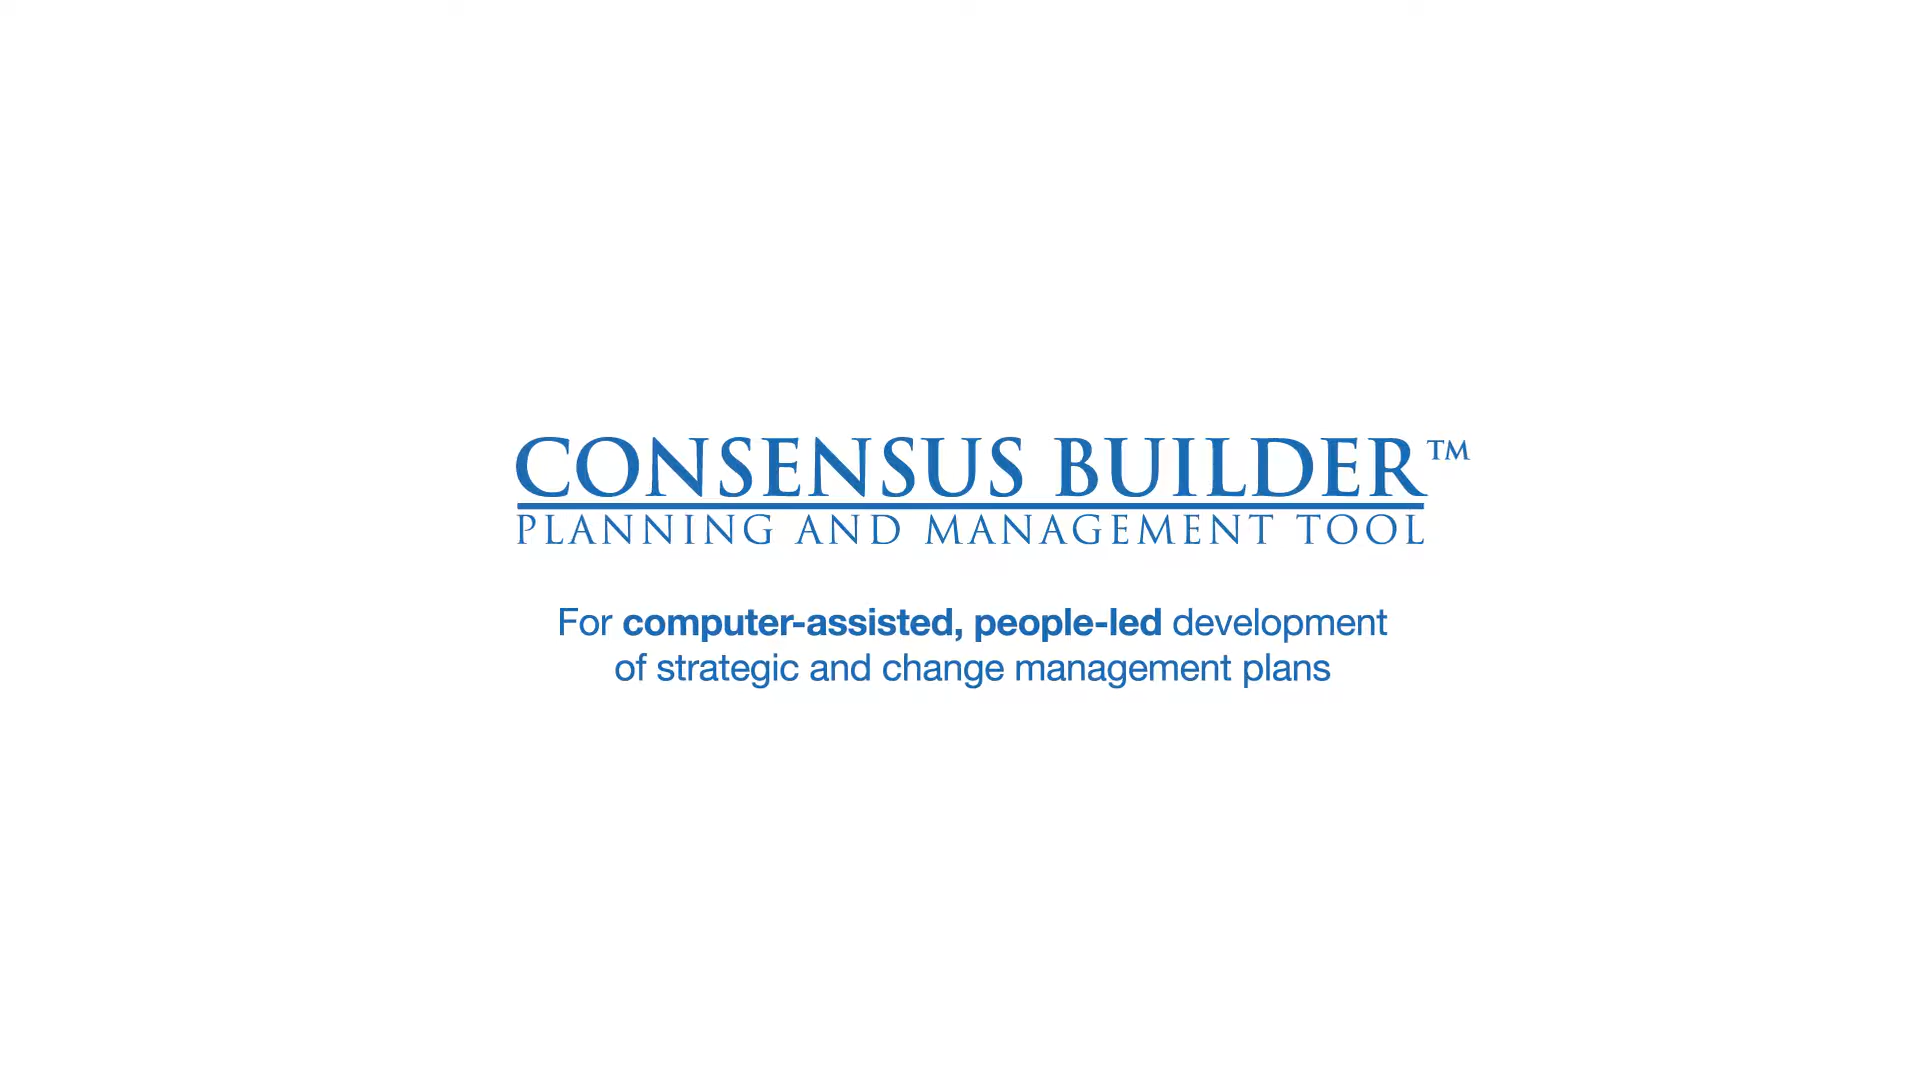 CONSENSUS BUILDER™
PLANNING AND MANAGEMENT TOOL
For computer-assisted, people-led development
of strategic and change management plans